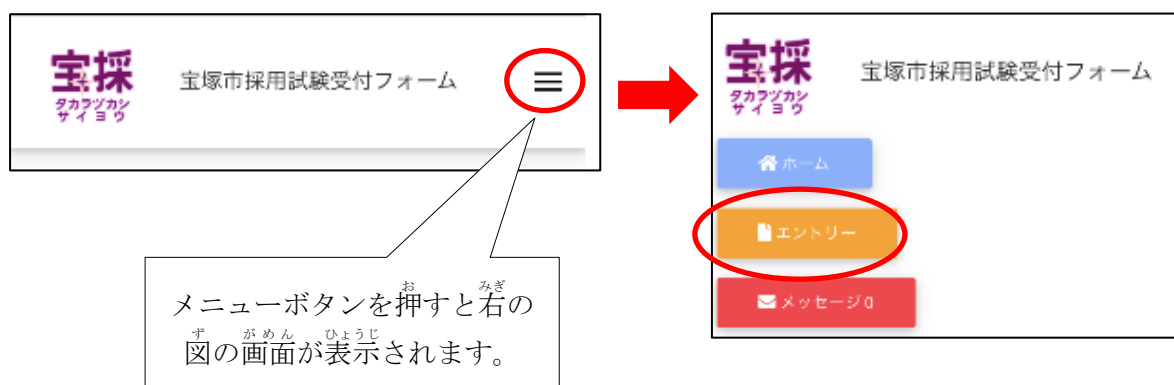 宝採
タカラヅカシ
サイヨウ
宝塚市採用試験受付フォーム
メニューボタンを押すと右の
図の画面が表示されます。
お
みぎ
ず
がめん
ひょうじ
宝採
タカラヅカシ
サイヨウ
宝塚市採用試験受付フォーム
ホーム
エントリー
メッセージ0